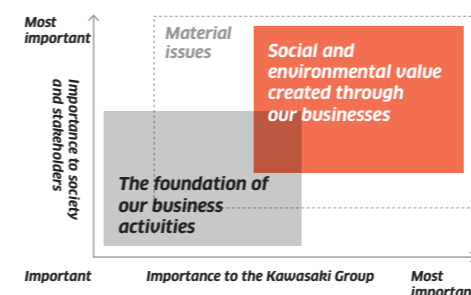 Most
important
Material
issues
Social and
environmental value
created through
our businesses
Importance to society
and stakeholders
The foundation of
our business
activities
Important
Importance to the Kawasaki Group
Most
important